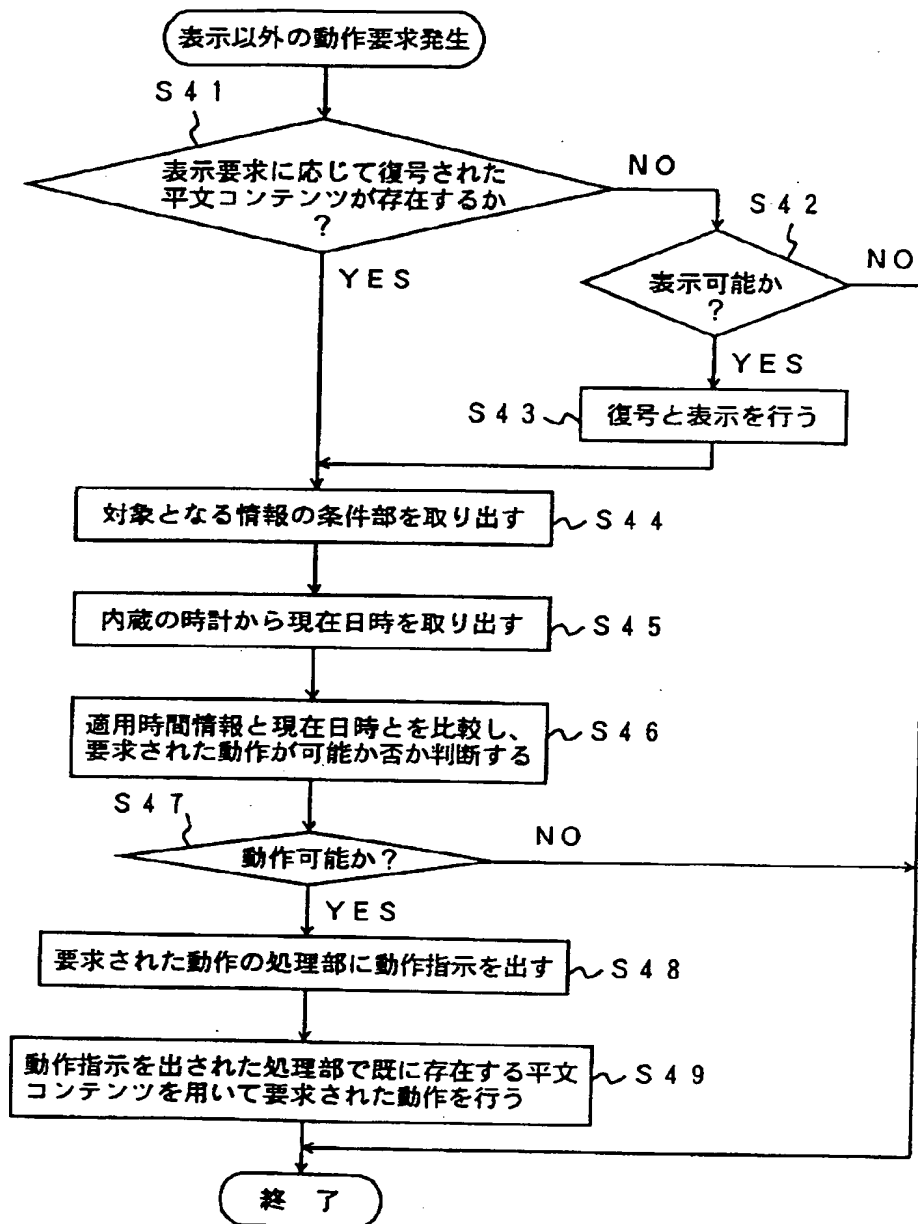 表示以外の動作要求発生
S41
表示要求に応じて復号された
平文コンテンツが存在するか
?
NO
YES
S42
表示可能か
?
NO
YES
S43
復号と表示を行う
対象となる情報の条件部を取り出す
S44
内蔵の時計から現在日時を取り出す
S45
適用時間情報と現在日時とを比較し、
要求された動作が可能か否か判断する
S46
S47
動作可能か?
NO
YES
要求された動作の処理部に動作指示を出す
S48
動作指示を出された処理部で既に存在する平文
コンテンツを用いて要求された動作を行う
S49
終 了